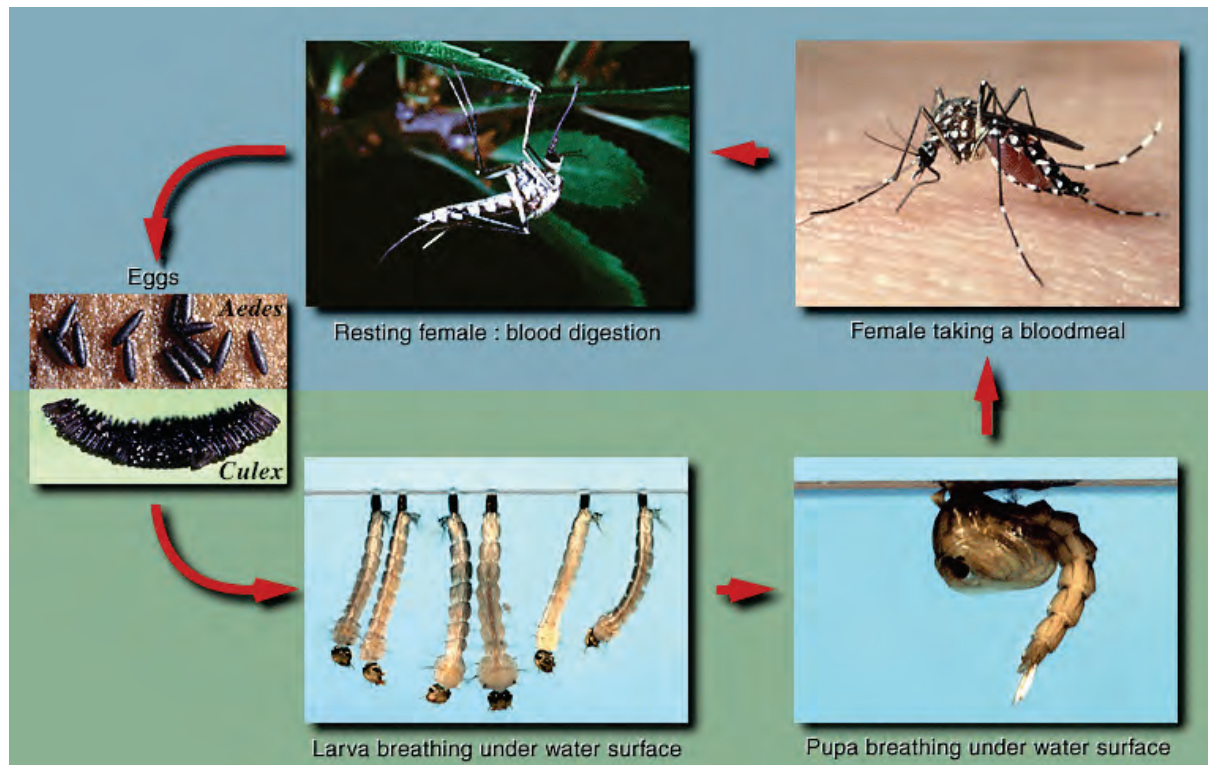 Eggs
Aedes
Culex
Resting female : blood digestion
Female taking a bloodmeal
Larva breathing under water surface
Pupa breathing under water surface